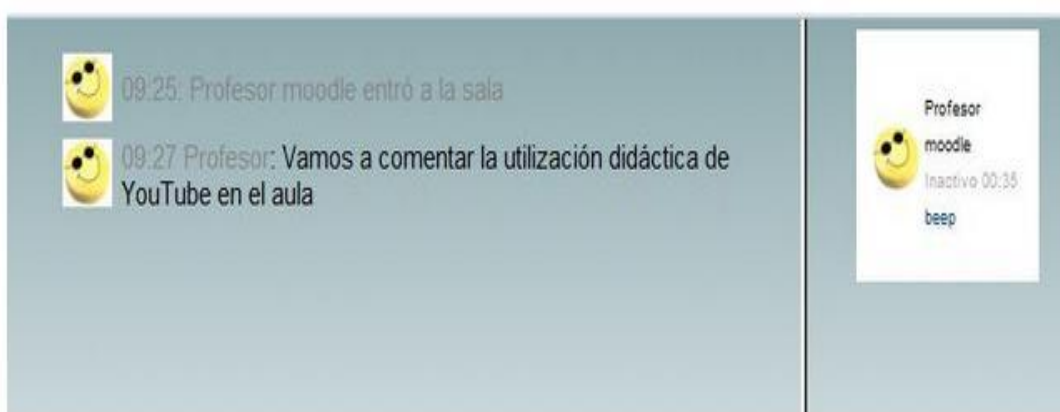 09:25: Profesor moodle entró a la sala
09:27 Profesor: Vamos a comentar la utilización didáctica de
YouTube en el aula
Profesor
moodle
Inactivo 00:35
beep